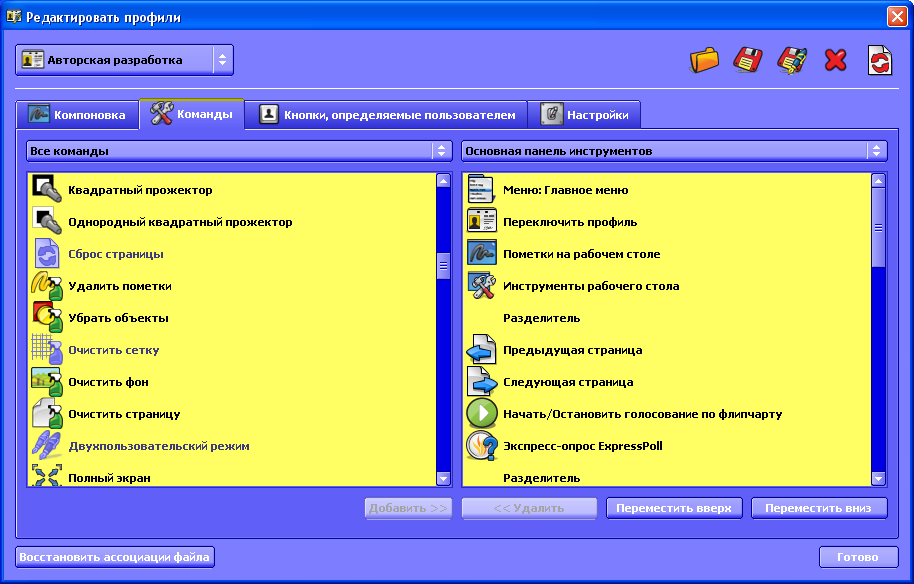 Редактировать профили
Авторская разработка
Компоновка
Команды
Кнопки, определяемые пользователем
Настройки
Все команды
Основная панель инструментов
Квадратный прожектор
Однородный квадратный прожектор
Сброс страницы
Удалить пометки
Убрать объекты
Очистить сетку
Очистить фон
Очистить страницу
Двухпользовательский режим
Полный экран
Меню: Главное меню
Переключить профиль
Пометки на рабочем столе
Инструменты рабочего стола
Разделитель
Предыдущая страница
Следующая страница
Начать/Остановить голосование по флипчарту
Экспресс-опрос ExpressPoll
Разделитель
Добавить >>
<< Удалить
Переместить вверх
Переместить вниз
Восстановить ассоциации файла
Готово